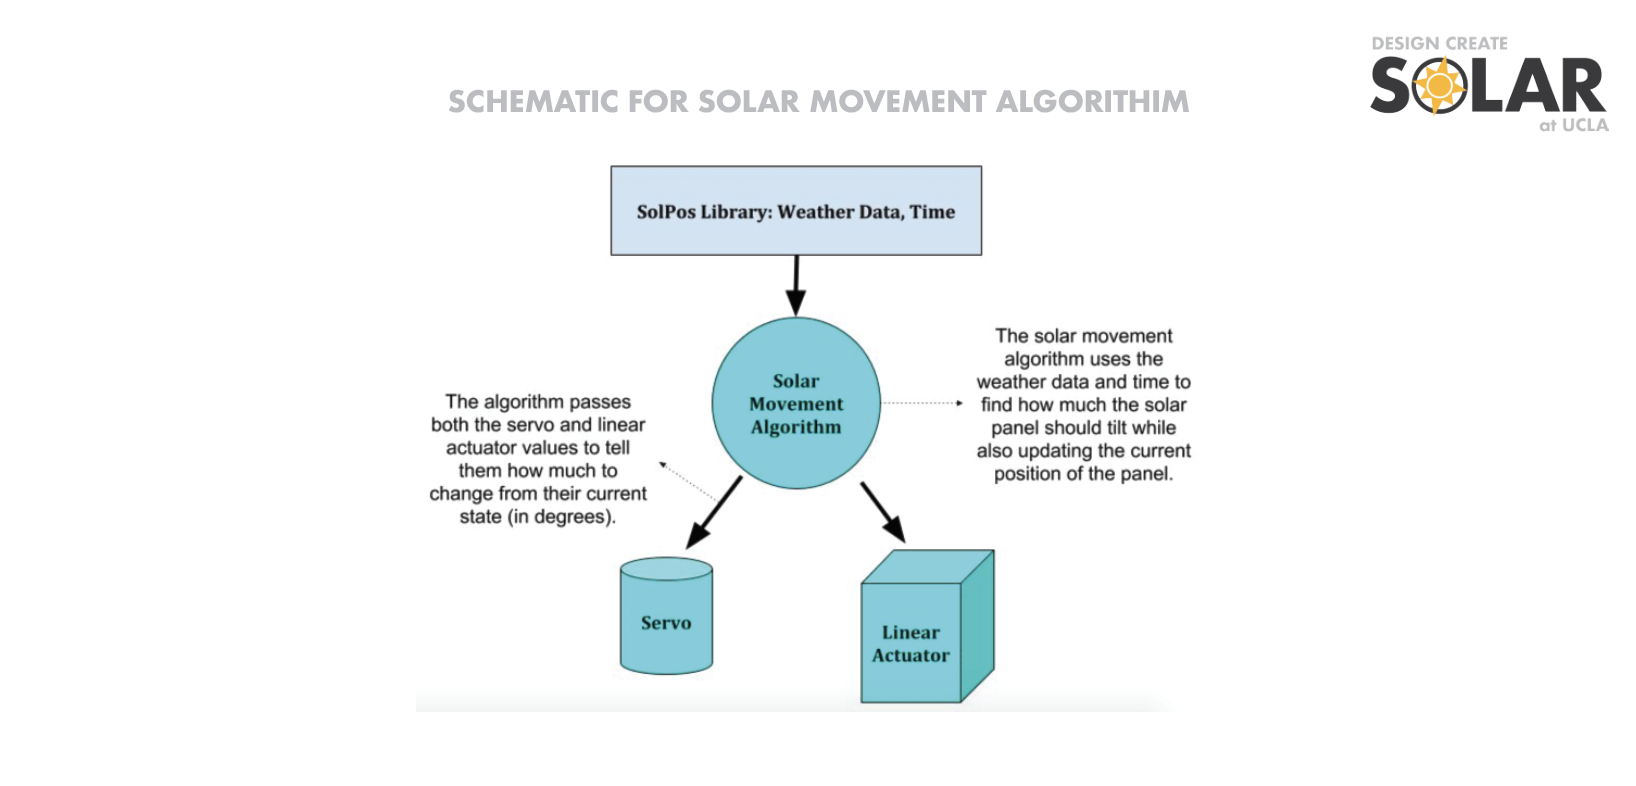 DESIGN CREATE
SOLAR
at UCLA
SCHEMATIC FOR SOLAR MOVEMENT ALGORITHIM
SolPos Library: Weather Data, Time
Solar
Movement
Algorithm
The solar movement
algorithm uses the
weather data and time to
find how much the solar
panel should tilt while
also updating the current
position of the panel.
The algorithm passes
both the servo and linear
actuator values to tell
them how much to
change from their current
state (in degrees).
Servo
Linear
Actuator